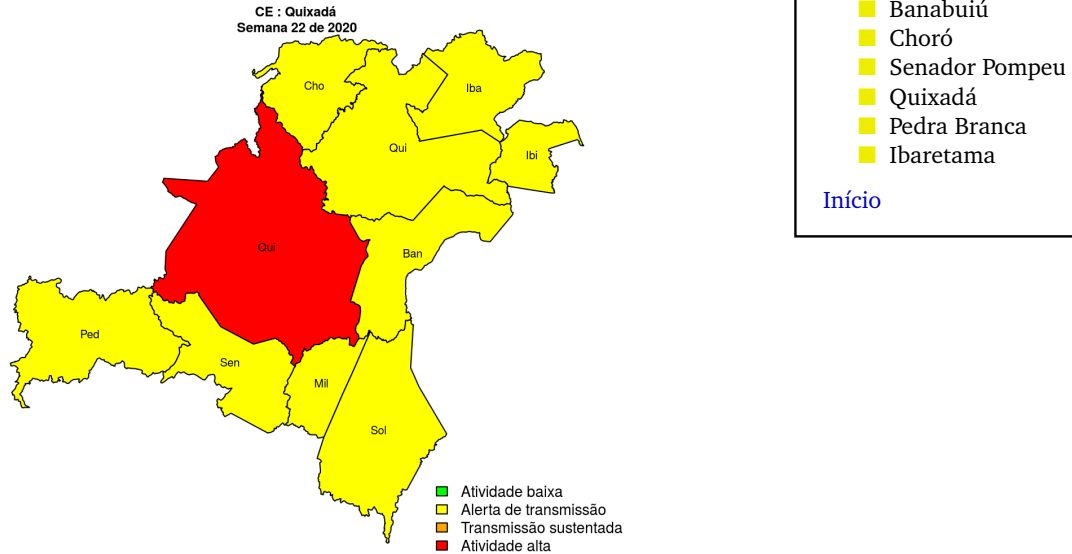 CE : Quixadá
Semana 22 de 2020
Cho
Iba
Qui
Ibi
Qui
Ban
Ped
Sen
Mil
Sol
Atividade baixa
Alerta de transmissão
Transmissão sustentada
Atividade alta
Banabuiú
Choró
Senador Pompeu
Quixadá
Pedra Branca
Ibaretama
Início